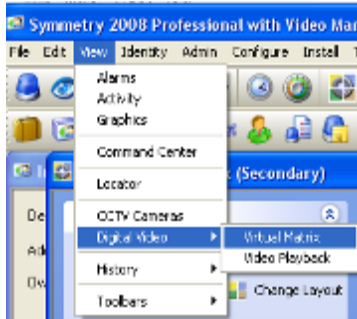 Symmetry 2008 Professional with Video Ma
File Edit View Identity Admin Configure Install
Alarms
Activity
Graphics
Command Center
Locator
(Secondary)
CCTV Cameras
De
Digital Video
Virtual Matrix
Video Playback
History
Change Layout
Toolbars